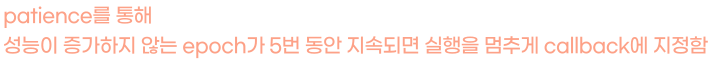 patience를 통해
성능이 증가하지 않는 epoch가 5번 동안 지속되면 실행을 멈추게 callback에 지정함